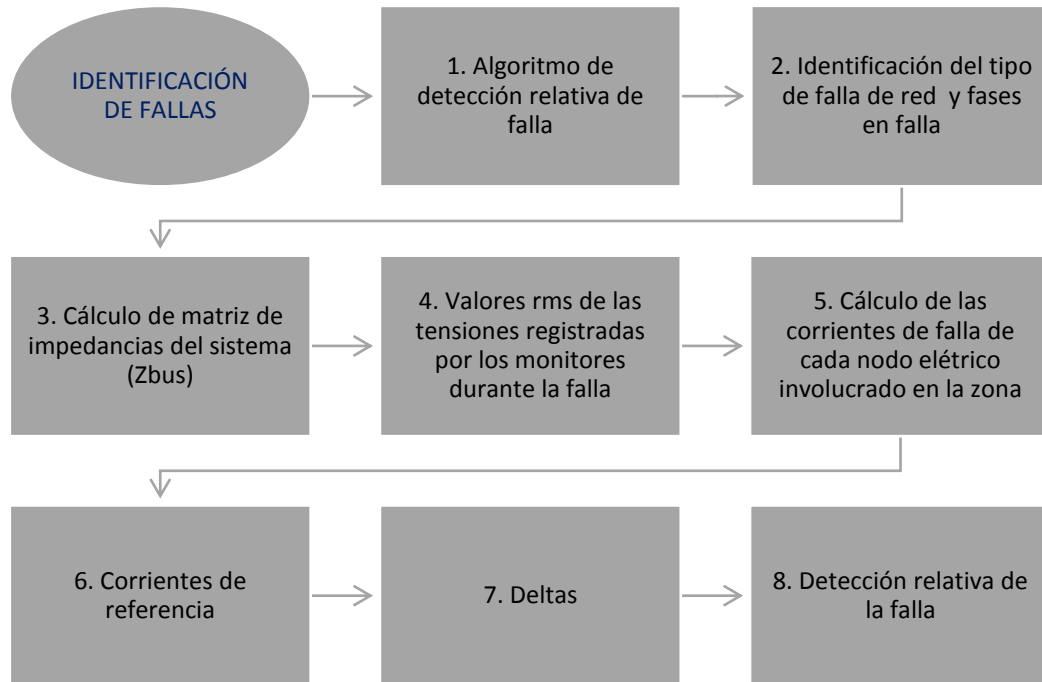 IDENTIFICACIÓN
DE FALLAS
1. Algoritmo de
detección relativa de
falla
2. Identificación del tipo
de falla de red y fases
en falla
3. Cálculo de matriz de
impedancias del sistema
(Zbus)
4. Valores rms de las
tensiones registradas
por los monitores
durante la falla
5. Cálculo de las
corrientes de falla de
cada nodo elétrico
involucrado en la zona
6. Corrientes de
referencia
7. Deltas
8. Detección relativa de
la falla